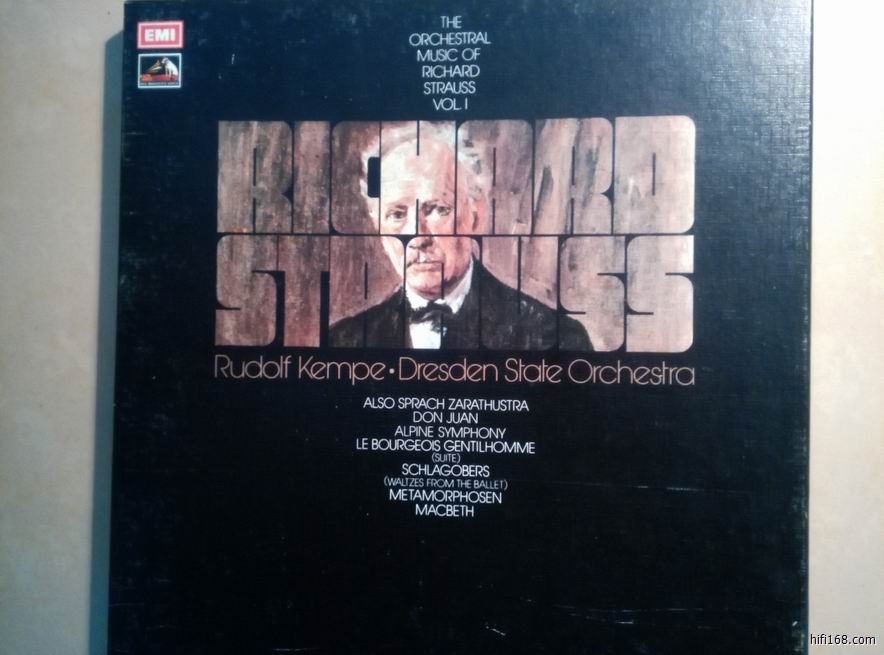 EMI
THE
ORCHESTRAL
MUSIC OF
RICHARD
STRAUSS
VOL. I
RICHARD
STRAUSS
Rudolf Kempe • Dresden State Orchestra
ALSO SPRACH ZARATHUSTRA
DON JUAN
ALPINE SYMPHONY
LE BOURGEOIS GENTILHOMME
(SUITE)
SCHLAGOBERS
(WALTZES FROM THE BALLET)
METAMORPHOSEN
MACBETH
hifi168.com